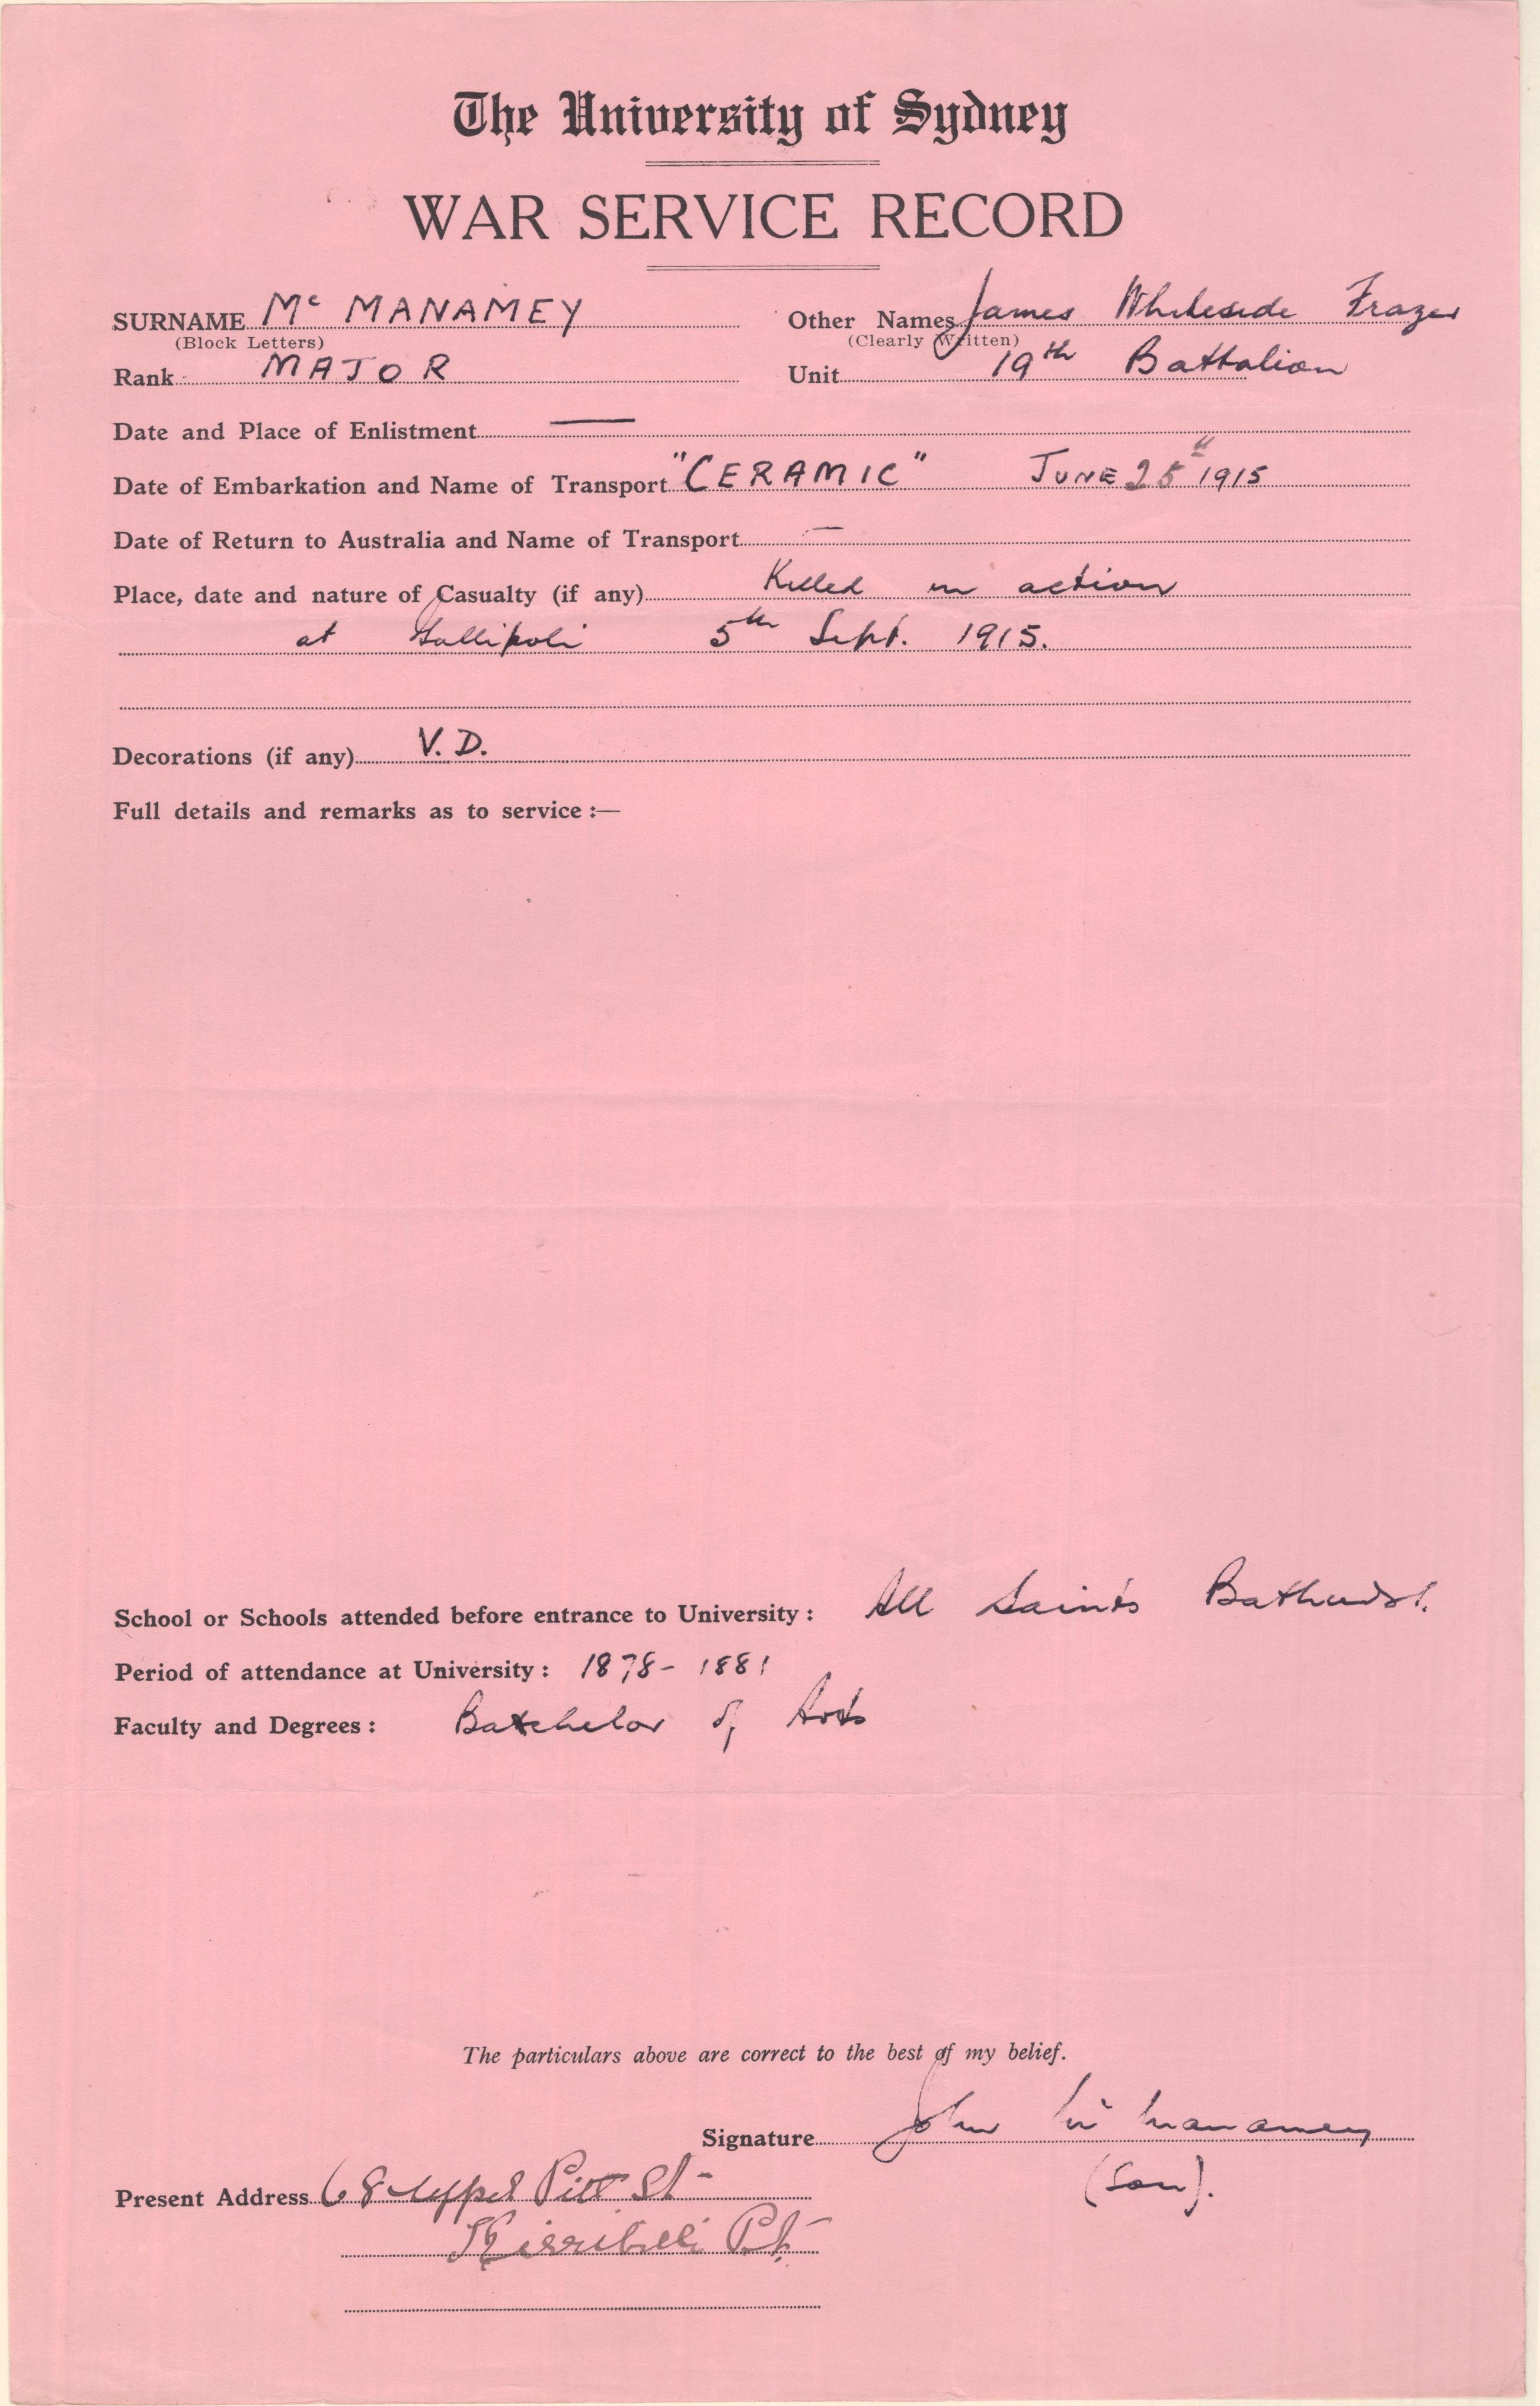 The University of Sydney
WAR SERVICE RECORD
SURNAME Mc MANAMEY Other Names James Whiteside Frazer
(Block Letters) (Clearly Written)
Rank MAJOR Unit 19th Battalion
Date and Place of Enlistment —
Date of Embarkation and Name of Transport "CERAMIC" JUNE 25th 1915
Date of Return to Australia and Name of Transport —
Place, date and nature of Casualty (if any) Killed in action
at Gallipoli 5th Sept. 1915.
Decorations (if any) V. D.
Full details and remarks as to service :—
School or Schools attended before entrance to University : All Saints Bathurst.
Period of attendance at University : 1878 - 1881
Faculty and Degrees : Batchelor of Arts
The particulars above are correct to the best of my belief.
Signature John Mc Manamey
(Son).
Present Address 68 Upper Pitt St
Kirribilli Pt.